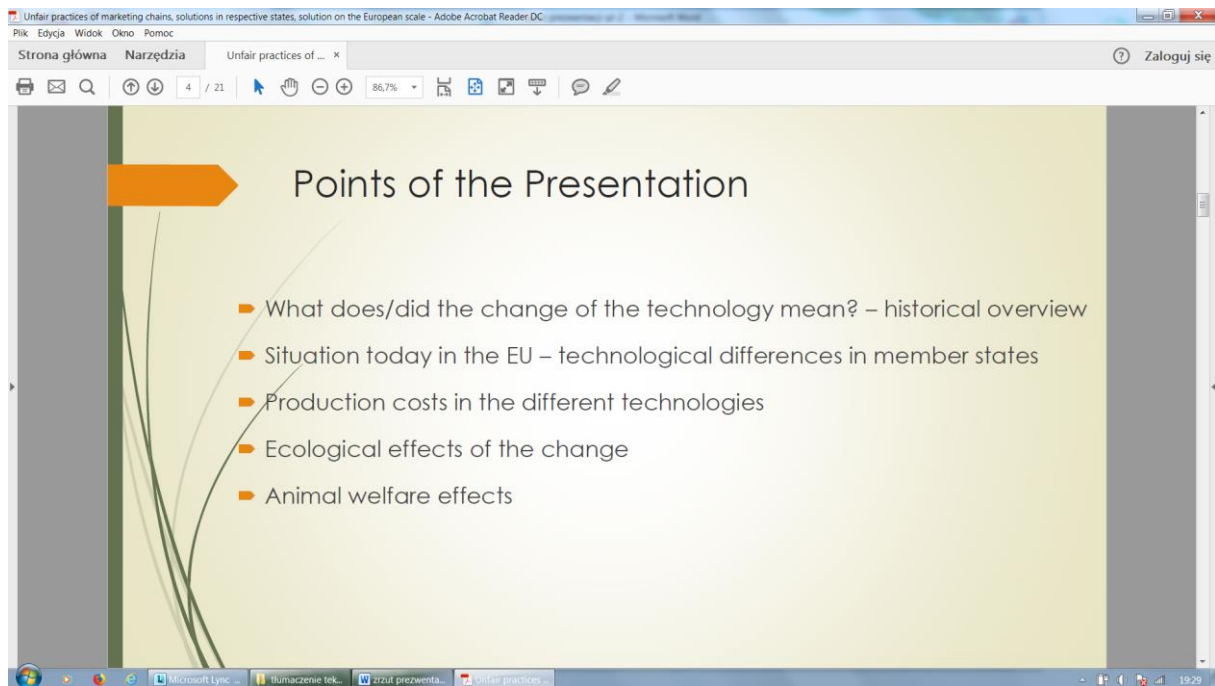 Unfair practices of marketing chains, solutions in respective states, solution on the European scale - Adobe Acrobat Reader DC
Plik Edycja Widok Okno Pomoc
Strona główna Narzędzia Unfair practices of ... × Zaloguj się
4 / 21 86,7%
Points of the Presentation
What does/did the change of the technology mean? – historical overview
Situation today in the EU – technological differences in member states
Production costs in the different technologies
Ecological effects of the change
Animal welfare effects
Microsoft Lync ... tłumaczenie tek... zrzut prezwenta... Unfair practices ... 19:29